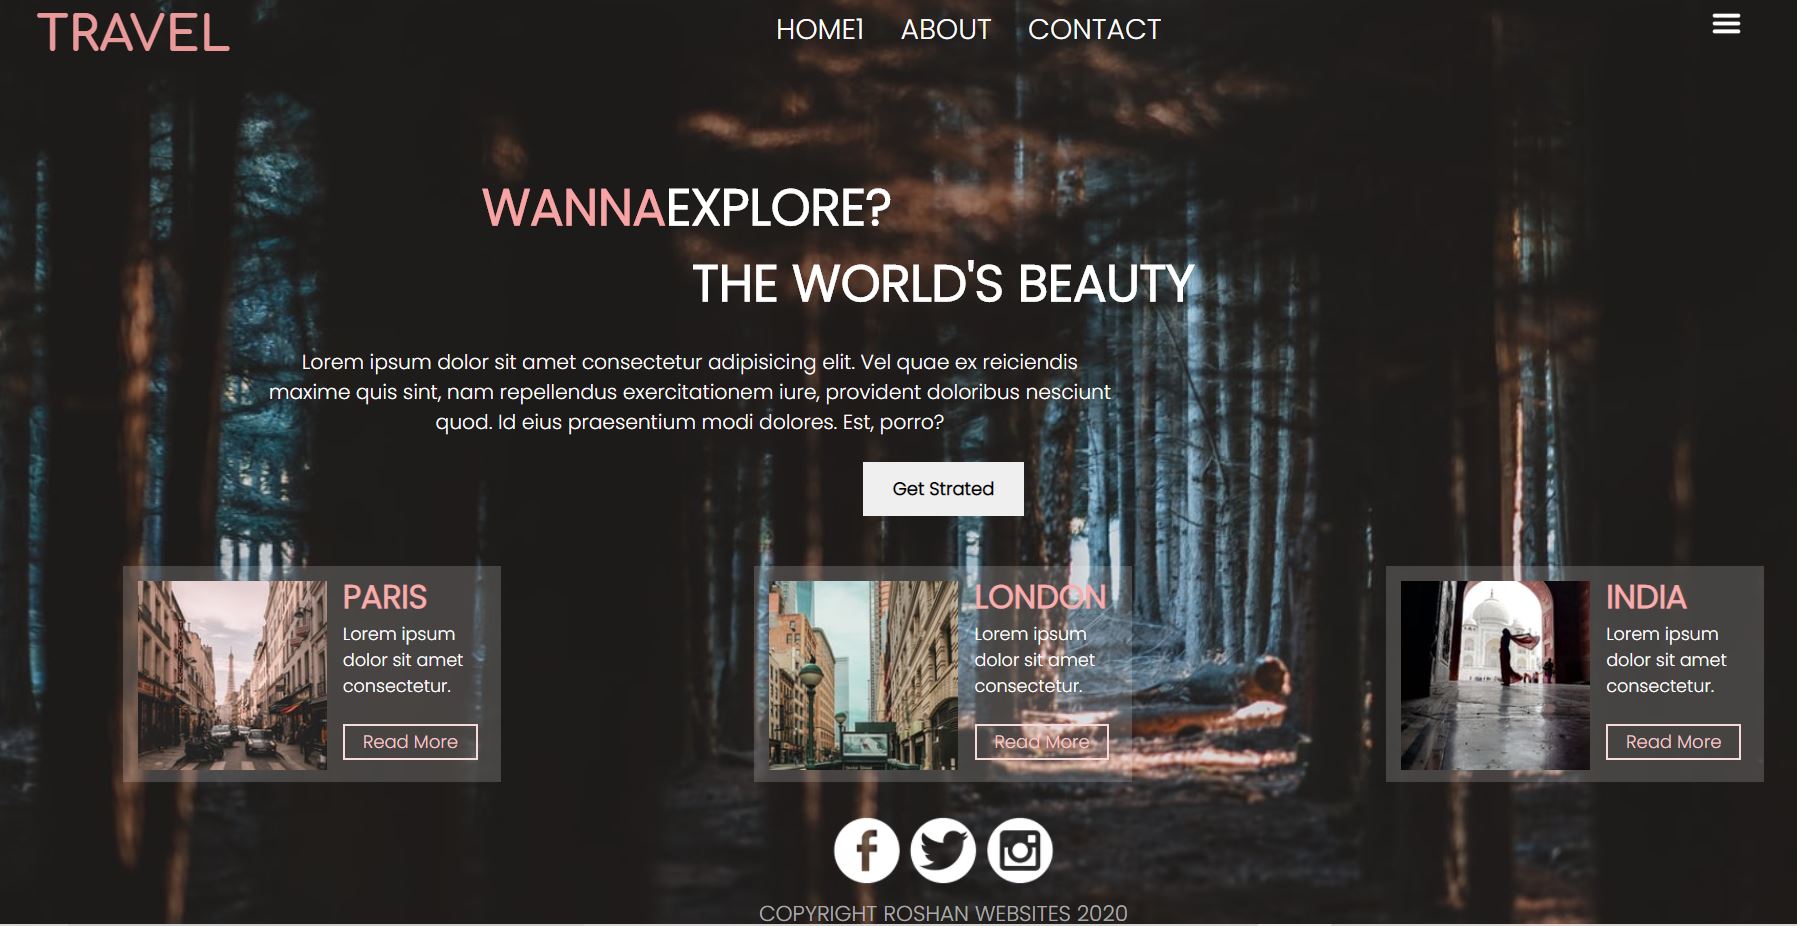 TRAVEL
HOME1 ABOUT CONTACT
WANNAEXPLORE?
THE WORLD'S BEAUTY
Lorem ipsum dolor sit amet consectetur adipisicing elit. Vel quae ex reiciendis
maxime quis sint, nam repellendus exercitationem iure, provident doloribus nesciunt
quod. Id eius praesentium modi dolores. Est, porro?
Get Strated
PARIS
Lorem ipsum
dolor sit amet
consectetur.
Read More
LONDON
Lorem ipsum
dolor sit amet
consectetur.
Read More
INDIA
Lorem ipsum
dolor sit amet
consectetur.
Read More
COPYRIGHT ROSHAN WEBSITES 2020